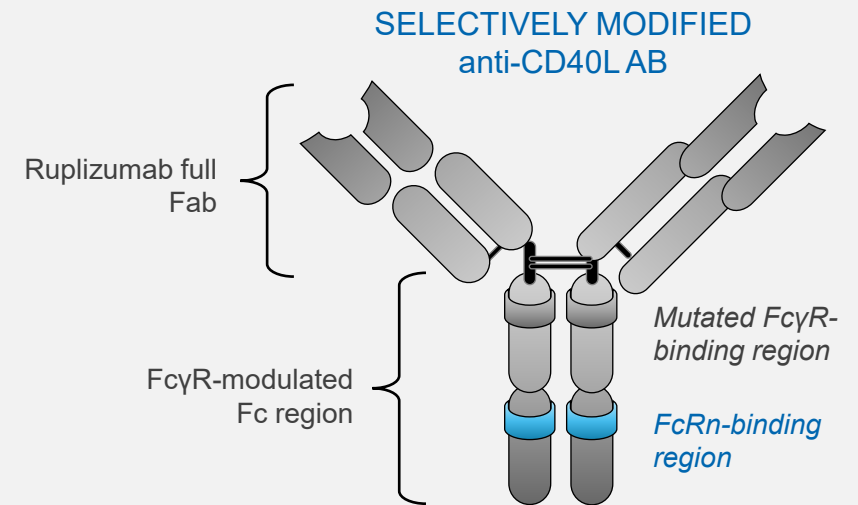 SELECTIVELY MODIFIED
anti-CD40L AB
Ruplizumab full
Fab
Mutated FcγR-
binding region
FcγR-modulated
Fc region
FcRn-binding
region